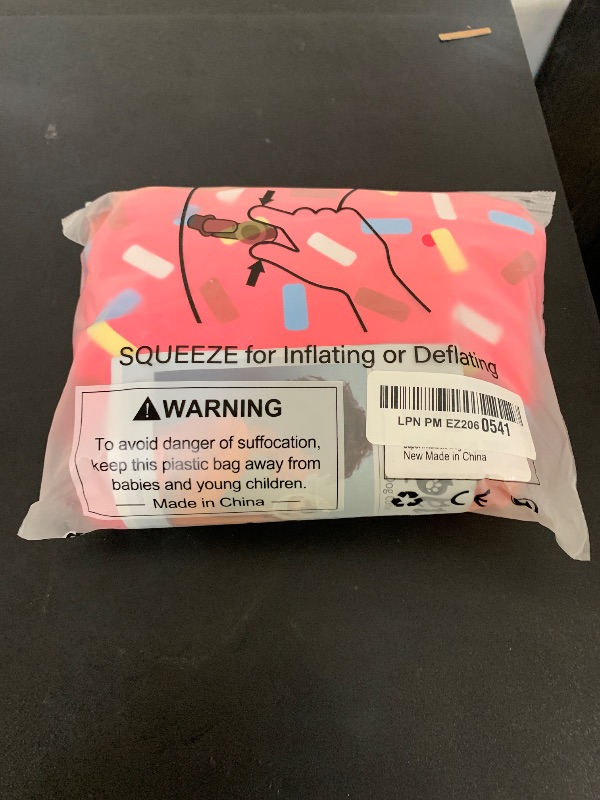 SQUEEZE for Inflating or Deflating
WARNING
To avoid danger of suffocation,
keep this plastic bag away from
babies and young children.
Made in China
LPN PM EZ206 0541
New Made in China
CE